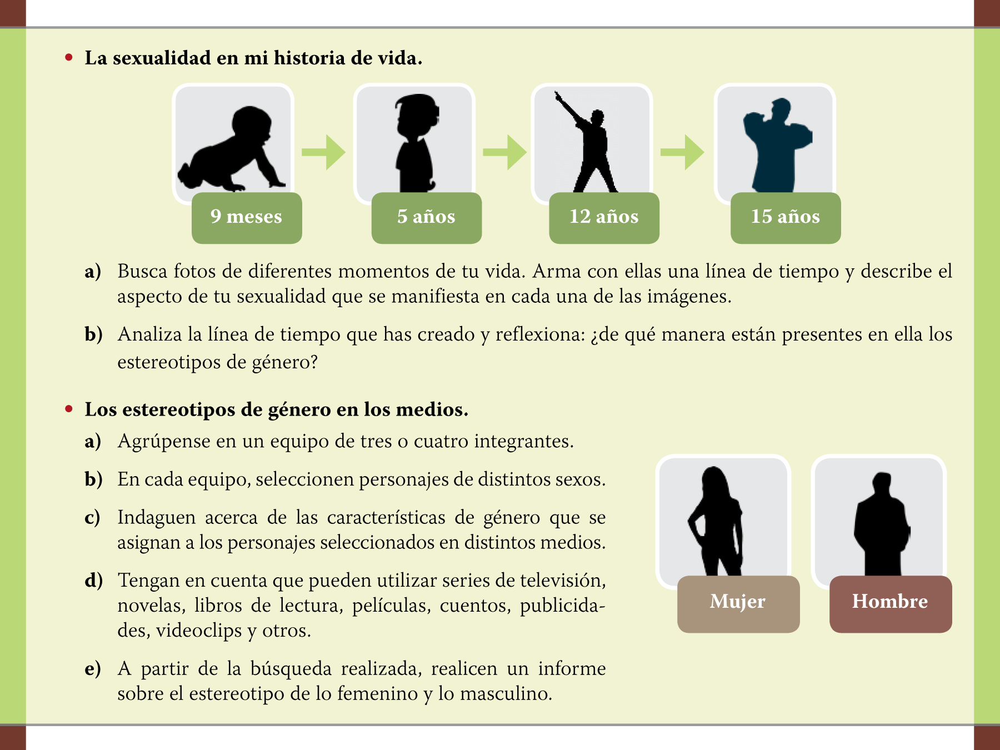 • La sexualidad en mi historia de vida.
9 meses
5 años
12 años
15 años
a) Busca fotos de diferentes momentos de tu vida. Arma con ellas una línea de tiempo y describe el
aspecto de tu sexualidad que se manifiesta en cada una de las imágenes.
b) Analiza la línea de tiempo que has creado y reflexiona: ¿de qué manera están presentes en ella los
estereotipos de género?
• Los estereotipos de género en los medios.
a) Agrúpense en un equipo de tres o cuatro integrantes.
b) En cada equipo, seleccionen personajes de distintos sexos.
c) Indaguen acerca de las características de género que se
asignan a los personajes seleccionados en distintos medios.
d) Tengan en cuenta que pueden utilizar series de televisión,
novelas, libros de lectura, películas, cuentos, publicida-
des, videoclips y otros.
e) A partir de la búsqueda realizada, realicen un informe
sobre el estereotipo de lo femenino y lo masculino.
Mujer
Hombre